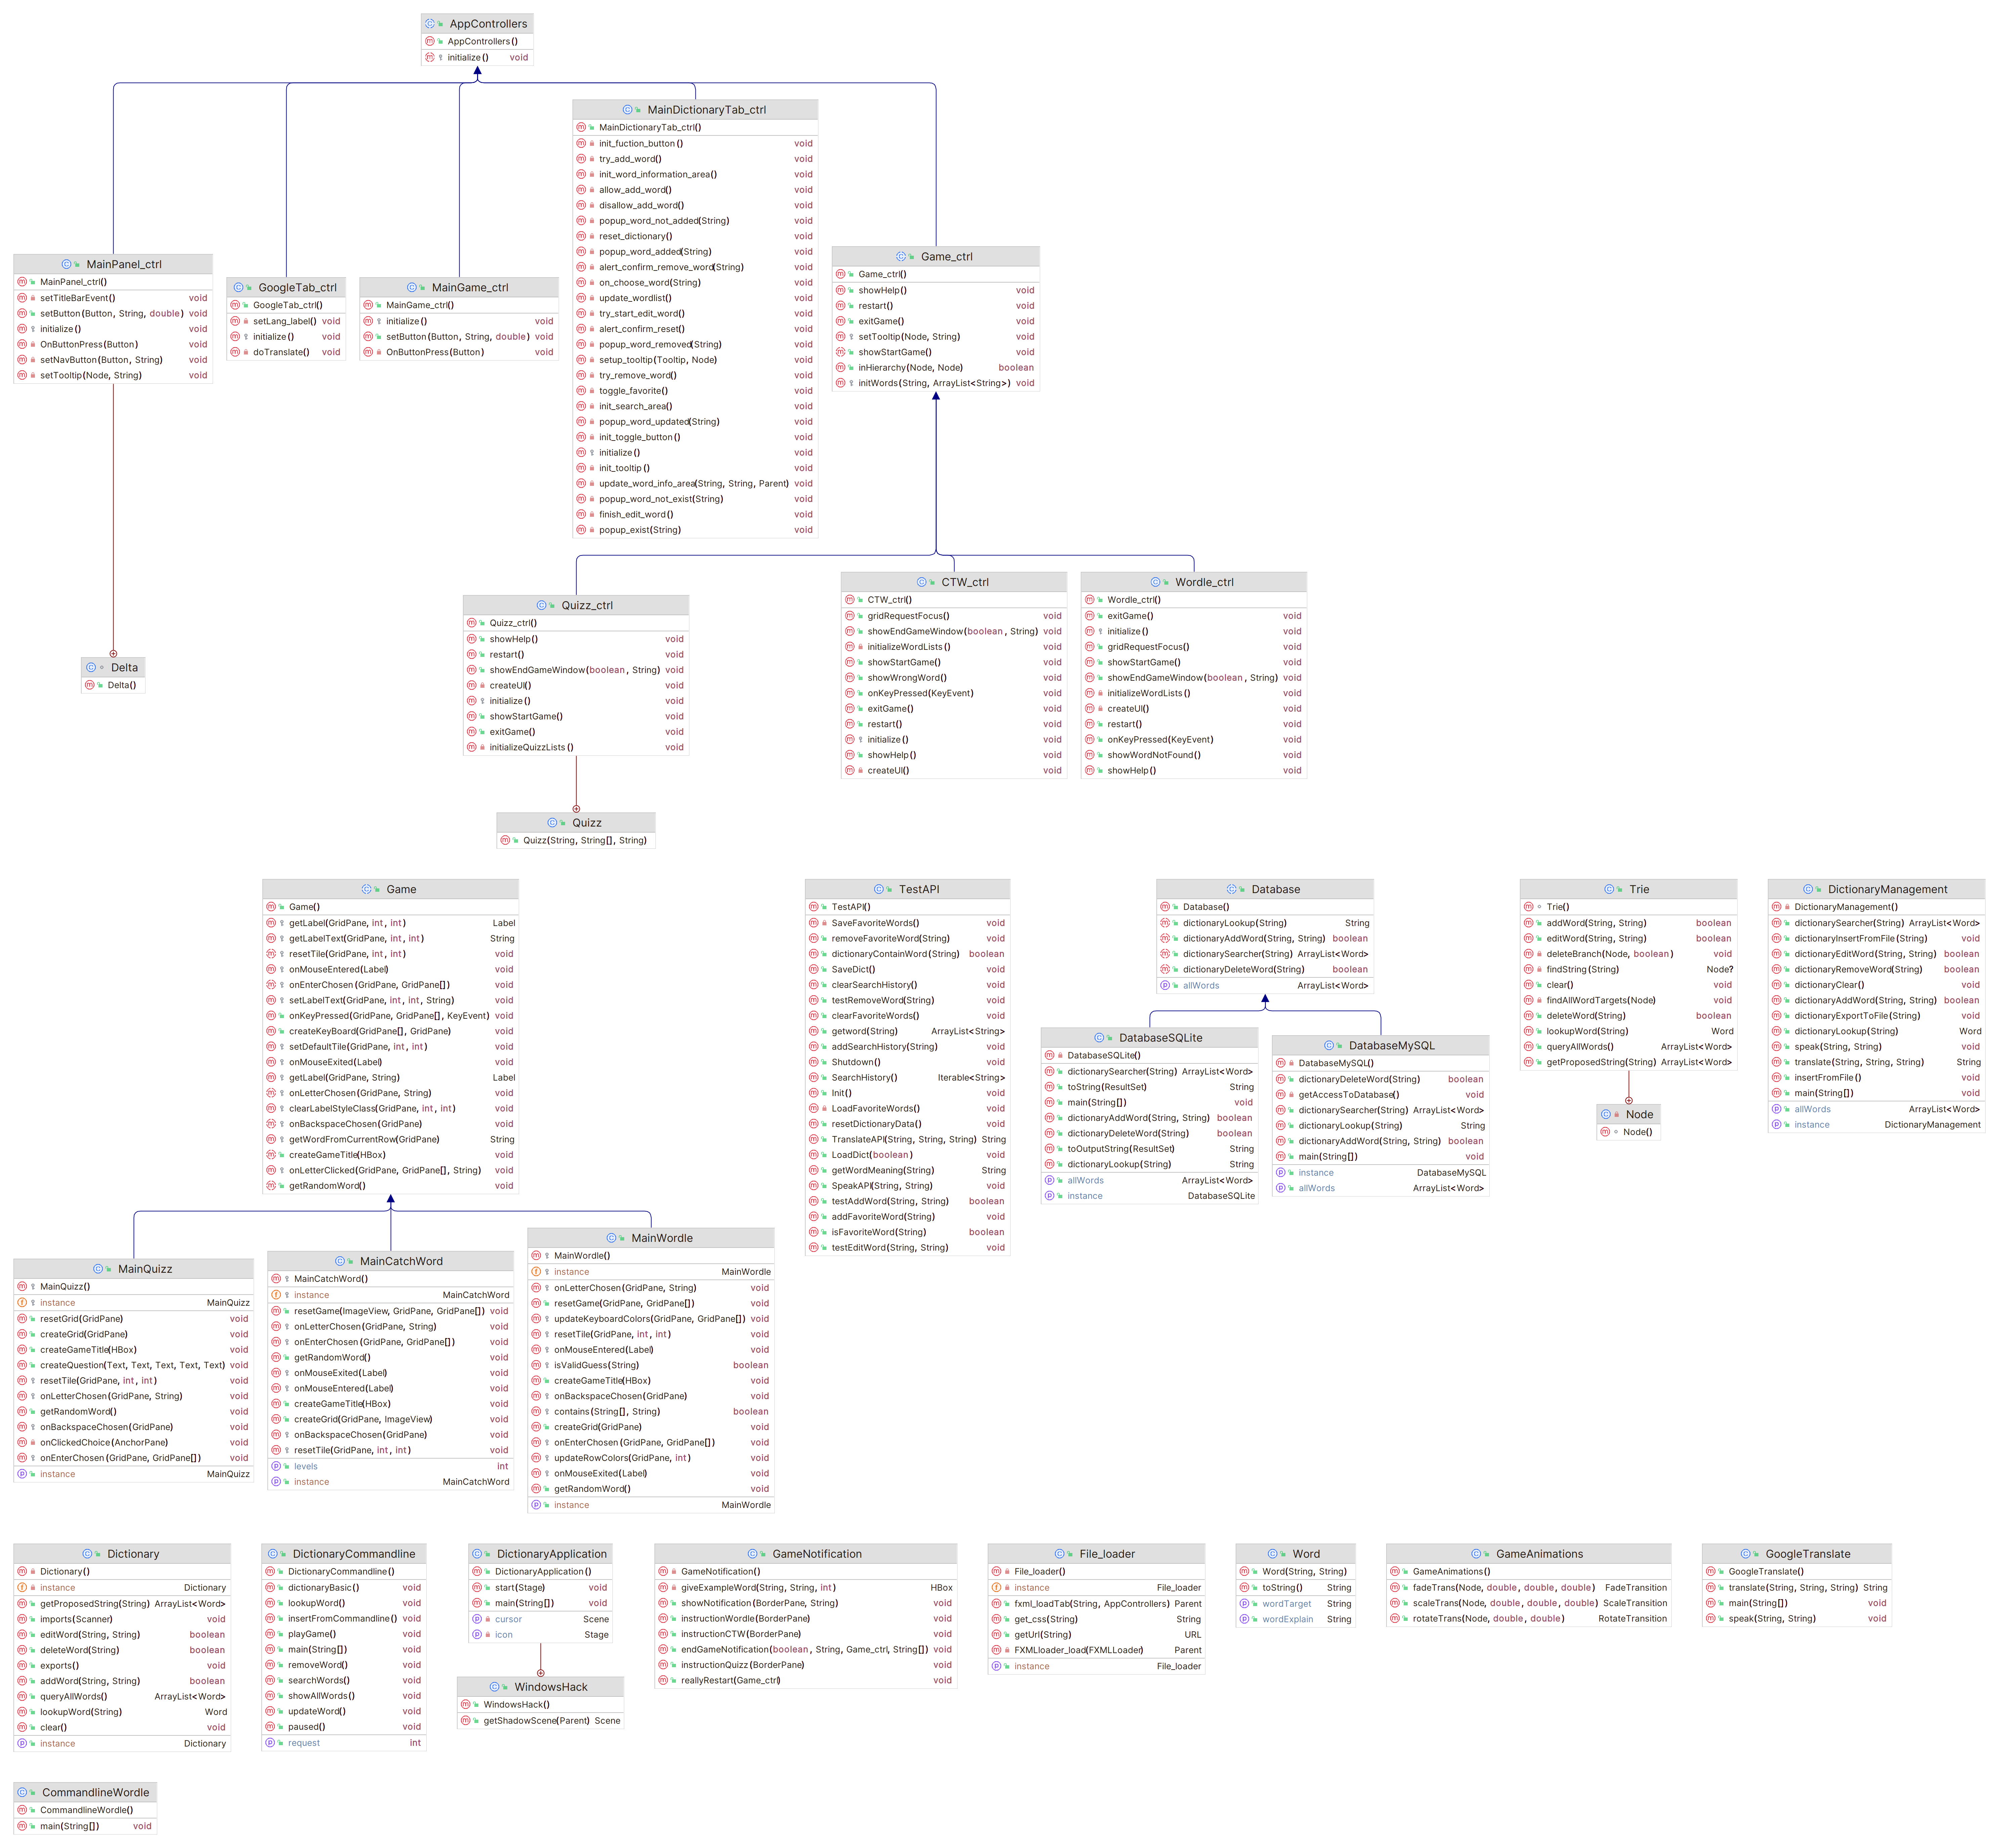 AppControllers
AppControllers()
initialize() void
MainDictionaryTab_ctrl
MainDictionaryTab_ctrl()
init_fuction_button() void
try_add_word() void
init_word_information_area() void
allow_add_word() void
disallow_add_word() void
popup_word_not_added(String) void
reset_dictionary() void
popup_word_added(String) void
alert_confirm_remove_word(String) void
on_choose_word(String) void
update_wordlist() void
try_start_edit_word() void
alert_confirm_reset() void
popup_word_removed(String) void
setup_tooltip(Tooltip, Node) void
try_remove_word() void
toggle_favorite() void
init_search_area() void
popup_word_updated(String) void
init_toggle_button() void
initialize() void
init_tooltip() void
update_word_info_area(String, String, Parent) void
popup_word_not_exist(String) void
finish_edit_word() void
popup_exist(String) void
MainPanel_ctrl
MainPanel_ctrl()
setTitleBarEvent() void
setButton(Button, String, double) void
initialize() void
OnButtonPress(Button) void
setNavButton(Button, String) void
setTooltip(Node, String) void
GoogleTab_ctrl
GoogleTab_ctrl()
setLang_label() void
initialize() void
doTranslate() void
MainGame_ctrl
MainGame_ctrl()
initialize() void
setButton(Button, String, double) void
OnButtonPress(Button) void
Game_ctrl
Game_ctrl()
showHelp() void
restart() void
exitGame() void
setTooltip(Node, String) void
showStartGame() void
inHierarchy(Node, Node) boolean
initWords(String, ArrayList<String>) void
Quizz_ctrl
Quizz_ctrl()
showHelp() void
restart() void
showEndGameWindow(boolean, String) void
createUI() void
initialize() void
showStartGame() void
exitGame() void
initializeQuizzLists() void
CTW_ctrl
CTW_ctrl()
gridRequestFocus() void
showEndGameWindow(boolean, String) void
initializeWordLists() void
showStartGame() void
showWrongWord() void
onKeyPressed(KeyEvent) void
exitGame() void
restart() void
initialize() void
showHelp() void
createUI() void
Wordle_ctrl
Wordle_ctrl()
exitGame() void
initialize() void
gridRequestFocus() void
showStartGame() void
showEndGameWindow(boolean, String) void
initializeWordLists() void
createUI() void
restart() void
onKeyPressed(KeyEvent) void
showWordNotFound() void
showHelp() void
Delta
Delta()
Quizz
Quizz(String, String[], String)
Game
Game()
getLabel(GridPane, int, int) Label
getLabelText(GridPane, int, int) String
resetTile(GridPane, int, int) void
onMouseEntered(Label) void
onEnterChosen(GridPane, GridPane[]) void
setLabelText(GridPane, int, int, String) void
onKeyPressed(GridPane, GridPane[], KeyEvent) void
createKeyBoard(GridPane[], GridPane) void
setDefaultTile(GridPane, int, int) void
onMouseExited(Label) void
getLabel(GridPane, String) Label
onLetterChosen(GridPane, String) void
clearLabelStyleClass(GridPane, int, int) void
onBackspaceChosen(GridPane) void
getWordFromCurrentRow(GridPane) String
createGameTitle(HBox) void
onLetterClicked(GridPane, GridPane[], String) void
getRandomWord() void
TestAPI
TestAPI()
SaveFavoriteWords() void
removeFavoriteWord(String) void
dictionaryContainWord(String) boolean
SaveDict() void
clearSearchHistory() void
testRemoveWord(String) void
clearFavoriteWords() void
getword(String) ArrayList<String>
addSearchHistory(String) void
Shutdown() void
SearchHistory() Iterable<String>
Init() void
LoadFavoriteWords() void
resetDictionaryData() void
TranslateAPI(String, String, String) String
LoadDict(boolean) void
getWordMeaning(String) String
SpeakAPI(String, String) void
testAddWord(String, String) boolean
addFavoriteWord(String) void
isFavoriteWord(String) boolean
testEditWord(String, String) void
Database
Database()
dictionaryLookup(String) String
dictionaryAddWord(String, String) boolean
dictionarySearcher(String) ArrayList<Word>
dictionaryDeleteWord(String) boolean
allWords ArrayList<Word>
DatabaseSQLite
DatabaseSQLite()
dictionarySearcher(String) ArrayList<Word>
toString(ResultSet) String
main(String[]) void
dictionaryAddWord(String, String) boolean
dictionaryDeleteWord(String) boolean
toOutputString(ResultSet) String
dictionaryLookup(String) String
allWords ArrayList<Word>
instance DatabaseSQLite
DatabaseMySQL
DatabaseMySQL()
dictionaryDeleteWord(String) boolean
getAccessToDatabase() void
dictionarySearcher(String) ArrayList<Word>
dictionaryLookup(String) String
dictionaryAddWord(String, String) boolean
main(String[]) void
instance DatabaseMySQL
allWords ArrayList<Word>
Trie
Trie()
addWord(String, String) boolean
editWord(String, String) boolean
deleteBranch(Node, boolean) void
findString(String) Node?
clear() void
findAllWordTargets(Node) void
deleteWord(String) boolean
lookupWord(String) Word
queryAllWords() ArrayList<Word>
getProposedString(String) ArrayList<Word>
Node
Node()
DictionaryManagement
DictionaryManagement()
dictionarySearcher(String) ArrayList<Word>
dictionaryInsertFromFile(String) void
dictionaryEditWord(String, String) boolean
dictionaryRemoveWord(String) boolean
dictionaryClear() void
dictionaryAddWord(String, String) boolean
dictionaryExportToFile(String) void
dictionaryLookup(String) Word
speak(String, String) void
translate(String, String, String) String
insertFromFile() void
main(String[]) void
allWords ArrayList<Word>
instance DictionaryManagement
MainQuizz
MainQuizz()
instance MainQuizz
resetGrid(GridPane) void
createGrid(GridPane) void
createGameTitle(HBox) void
createQuestion(Text, Text, Text, Text, Text) void
resetTile(GridPane, int, int) void
onLetterChosen(GridPane, String) void
getRandomWord() void
onBackspaceChosen(GridPane) void
onClickedChoice(AnchorPane) void
onEnterChosen(GridPane, GridPane[]) void
instance MainQuizz
MainCatchWord
MainCatchWord()
instance MainCatchWord
resetGame(ImageView, GridPane, GridPane[]) void
onLetterChosen(GridPane, String) void
onEnterChosen(GridPane, GridPane[]) void
getRandomWord() void
onMouseExited(Label) void
onMouseEntered(Label) void
createGameTitle(HBox) void
createGrid(GridPane, ImageView) void
onBackspaceChosen(GridPane) void
resetTile(GridPane, int, int) void
levels int
instance MainCatchWord
MainWordle
MainWordle()
instance MainWordle
onLetterChosen(GridPane, String) void
resetGame(GridPane, GridPane[]) void
updateKeyboardColors(GridPane, GridPane[]) void
resetTile(GridPane, int, int) void
onMouseEntered(Label) void
isValidGuess(String) boolean
createGameTitle(HBox) void
onBackspaceChosen(GridPane) void
contains(String[], String) boolean
createGrid(GridPane) void
onEnterChosen(GridPane, GridPane[]) void
updateRowColors(GridPane, int) void
onMouseExited(Label) void
getRandomWord() void
instance MainWordle
Dictionary
Dictionary()
instance Dictionary
getProposedString(String) ArrayList<Word>
imports(Scanner) void
editWord(String, String) boolean
deleteWord(String) boolean
exports() void
addWord(String, String) boolean
queryAllWords() ArrayList<Word>
lookupWord(String) Word
clear() void
instance Dictionary
DictionaryCommandline
DictionaryCommandline()
dictionaryBasic() void
lookupWord() void
insertFromCommandline() void
playGame() void
main(String[]) void
removeWord() void
searchWords() void
showAllWords() void
updateWord() void
paused() void
request int
DictionaryApplication
DictionaryApplication()
start(Stage) void
main(String[]) void
cursor Scene
icon Stage
WindowsHack
WindowsHack()
getShadowScene(Parent) Scene
GameNotification
GameNotification()
giveExampleWord(String, String, int) HBox
showNotification(BorderPane, String) void
instructionWordle(BorderPane) void
instructionCTW(BorderPane) void
endGameNotification(boolean, String, Game_ctrl, String[]) void
instructionQuizz(BorderPane) void
reallyRestart(Game_ctrl) void
File_loader
File_loader()
instance File_loader
fxml_loadTab(String, AppControllers) Parent
get_css(String) String
getUrl(String) URL
FXMLloader_load(FXMLLoader) Parent
instance File_loader
Word
Word(String, String)
toString() String
wordTarget String
wordExplain String
GameAnimations
GameAnimations()
fadeTrans(Node, double, double, double) FadeTransition
scaleTrans(Node, double, double, double) ScaleTransition
rotateTrans(Node, double, double) RotateTransition
GoogleTranslate
GoogleTranslate()
translate(String, String, String) String
main(String[]) void
speak(String, String) void
CommandlineWordle
CommandlineWordle()
main(String[]) void